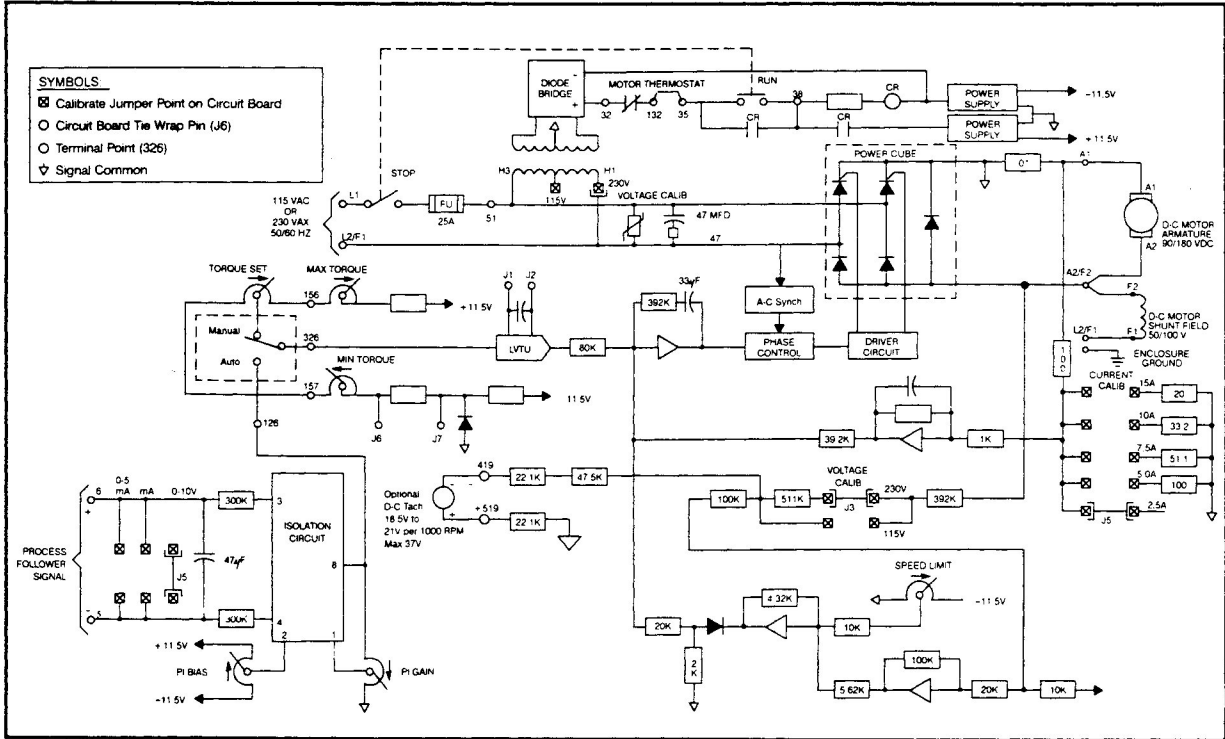 SYMBOLS:
Calibrate Jumper Point on Circuit Board
Circuit Board Tie Wrap Pin (J6)
Terminal Point (326)
Signal Common
DIODE
BRIDGE
-
+
MOTOR THERMOSTAT
RUN
32
132
35
38
CR
CR
CR
POWER
SUPPLY
-11.5V
POWER
SUPPLY
+11.5V
POWER CUBE
STOP
H3
H1
230V
115V
VOLTAGE CALIB
115 VAC
OR
230 VAX
50/60 HZ
L1
FU
25A
51
47 MFD
L2/F1
47
.01
A1
A1
D-C MOTOR
ARMATURE
90/180 VDC
A2
A2/F2
F2
D-C MOTOR
SHUNT FIELD
50/100 V
L2/F1
F1
ENCLOSURE
GROUND
TORQUE SET
MAX TORQUE
156
+11.5V
Manual
326
Auto
J1
J2
LVTU
80K
392K
33µF
A-C Synch
PHASE
CONTROL
DRIVER
CIRCUIT
MIN TORQUE
157
11.5V
126
J6
J7
39.2K
1K
CURRENT
CALIB
15A
20
10A
33.2
7.5A
51.1
5.0A
100
J5
2.5A
419
-
22.1K
47.5K
Optional
D-C Tach
18.5V to
21V per 1000 RPM
Max 37V
+
+519
22.1K
100K
511K
VOLTAGE
CALIB
J3
230V
392K
115V
6
+
0-5
mA
mA
0-10V
300K
3
ISOLATION
CIRCUIT
8
PROCESS
FOLLOWER
SIGNAL
J5
47µF
-
5
300K
4
2
1
+11.5V
PI BIAS
-11.5V
PI GAIN
SPEED LIMIT
-11.5V
20K
2
K
4.32K
10K
100K
5.62K
20K
10K